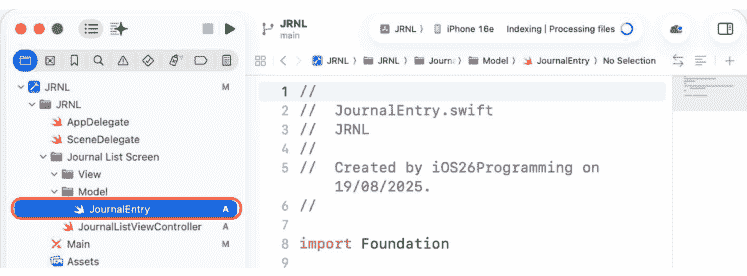 JRNL
main
JRNL
iPhone 16e
Indexing | Processing files
JRNL
JRNL
Journ
Model
JournalEntry
No Selection
JRNL
M
JRNL
AppDelegate
SceneDelegate
Journal List Screen
View
Model
JournalEntry
A
JournalListViewController
A
Main
M
Assets
1 //
2 // JournalEntry.swift
3 // JRNL
4 //
5 // Created by iOS26Programming on
19/08/2025.
6 //
7
8 import Foundation
9